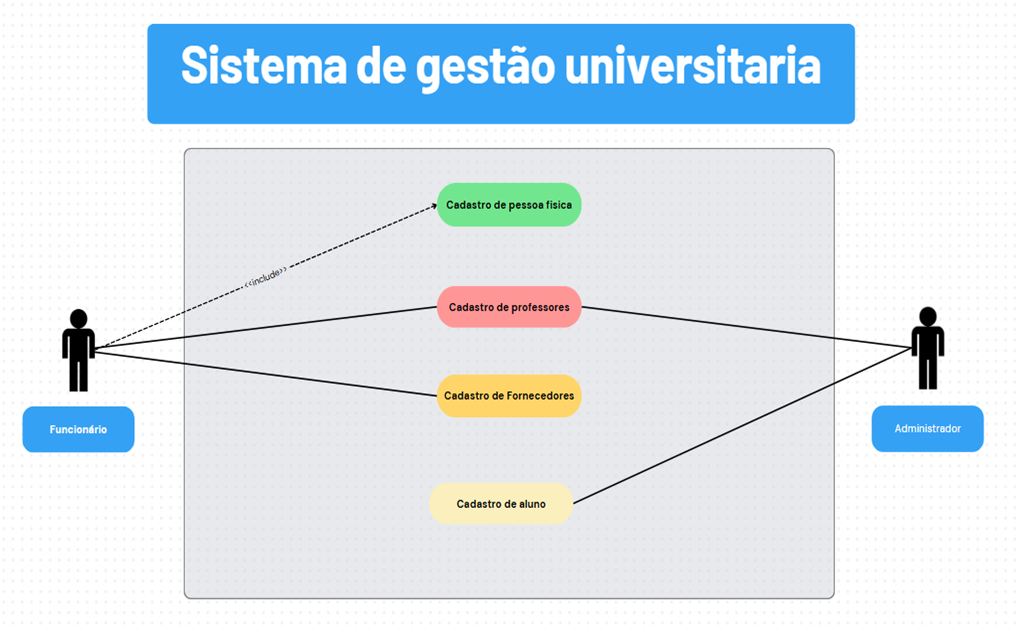 Sistema de gestão universitaria
Cadastro de pessoa fisica
<<include>>
Cadastro de professores
Cadastro de Fornecedores
Funcionário
Administrador
Cadastro de aluno